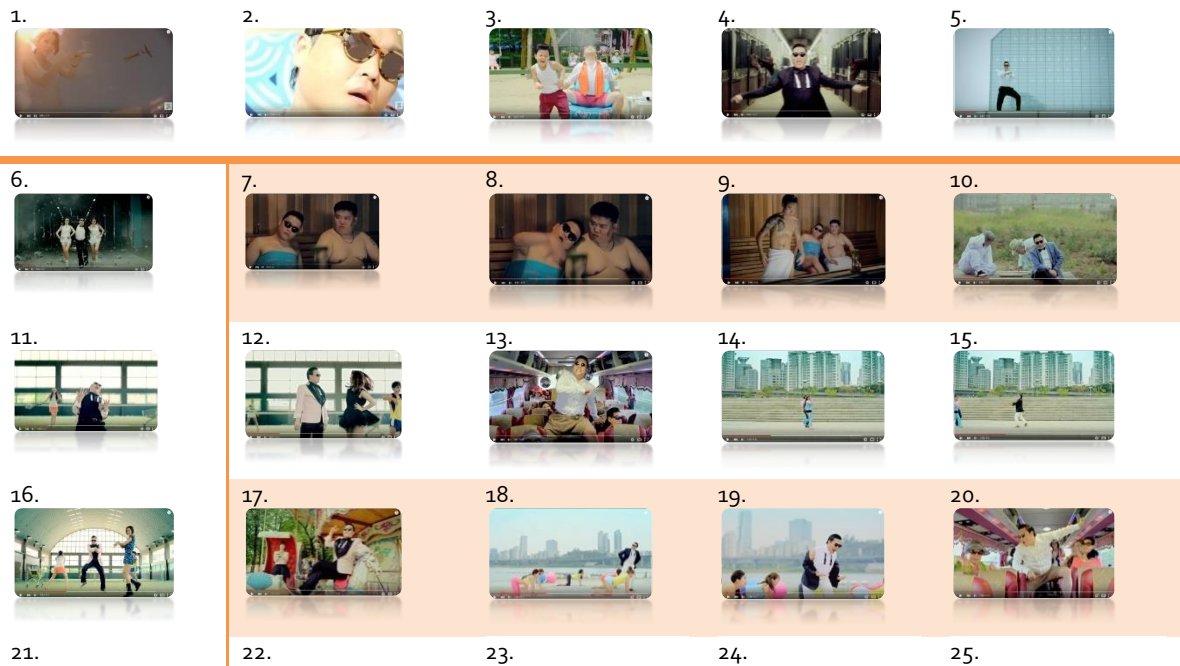 1. 2. 3. 4. 5.
6. 7. 8. 9. 10.
11. 12. 13. 14. 15.
16. 17. 18. 19. 20.
21. 22. 23. 24. 25.